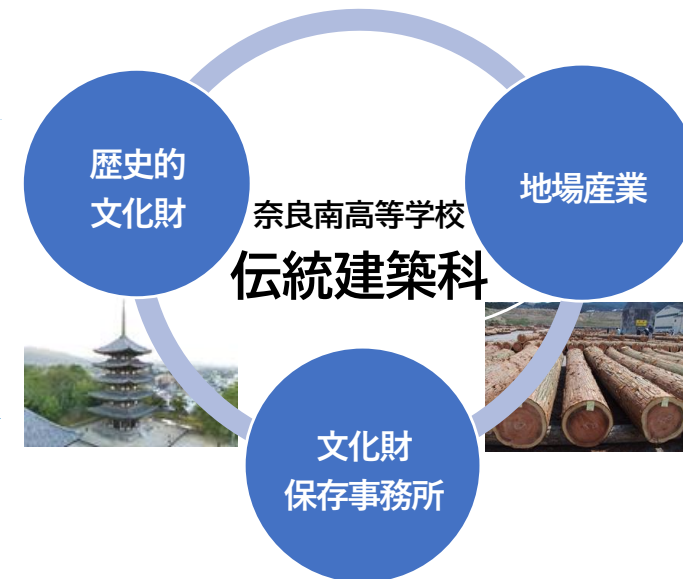 歴史的
文化財
地場産業
奈良南高等学校
伝統建築科
文化財
保存事務所